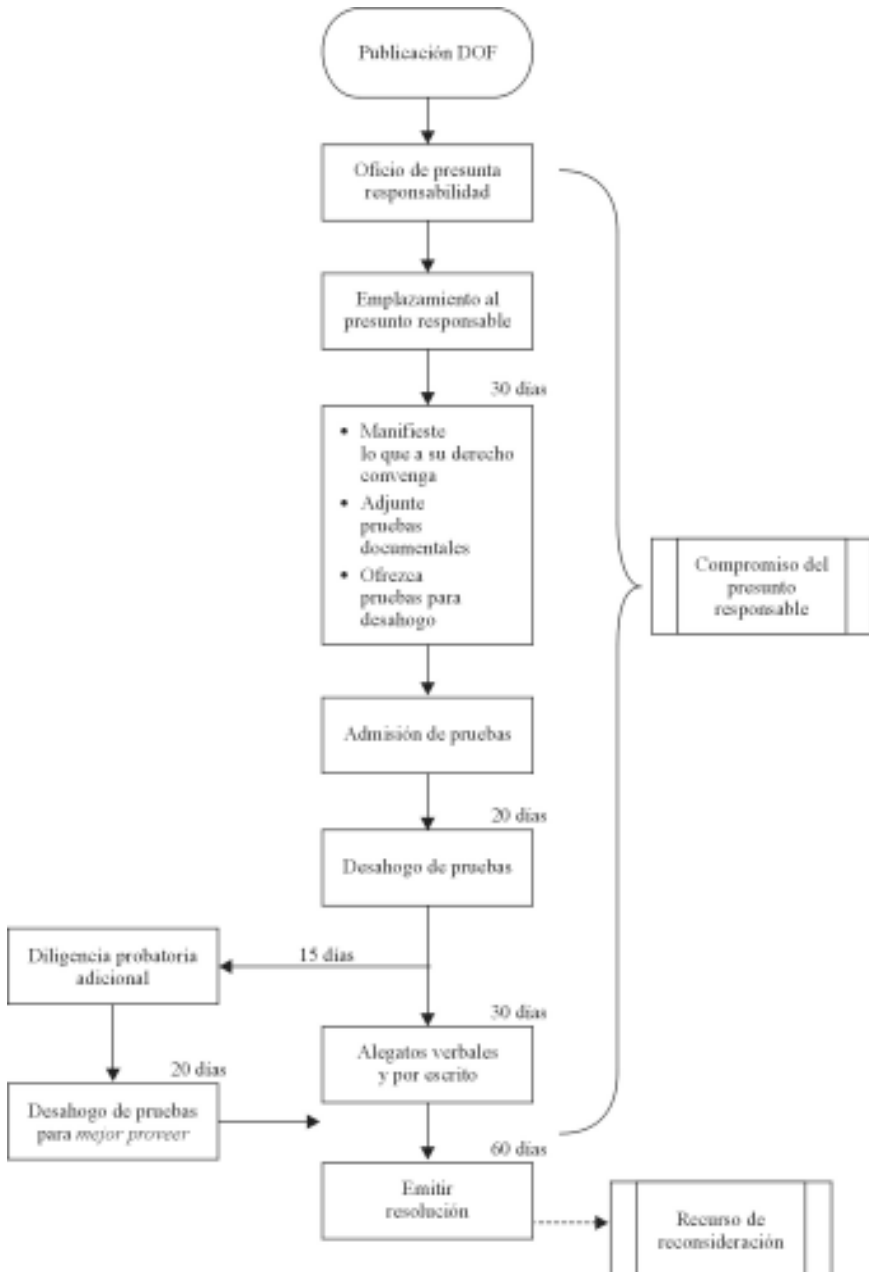 Publicación DOF
Oficio de presunta
responsabilidad
Emplazamiento al
presunto responsable
30 días
• Manifieste
lo que a su derecho
convenga
• Adjunte
pruebas
documentales
• Ofrezca
pruebas para
desahogo
Compromiso del
presunto
responsable
Admisión de pruebas
20 días
Desahogo de pruebas
Diligencia probatoria
adicional
15 días
30 días
Alegatos verbales
y por escrito
20 días
Desahogo de pruebas
para mejor proveer
60 días
Emitir
resolución
Recurso de
reconsideración